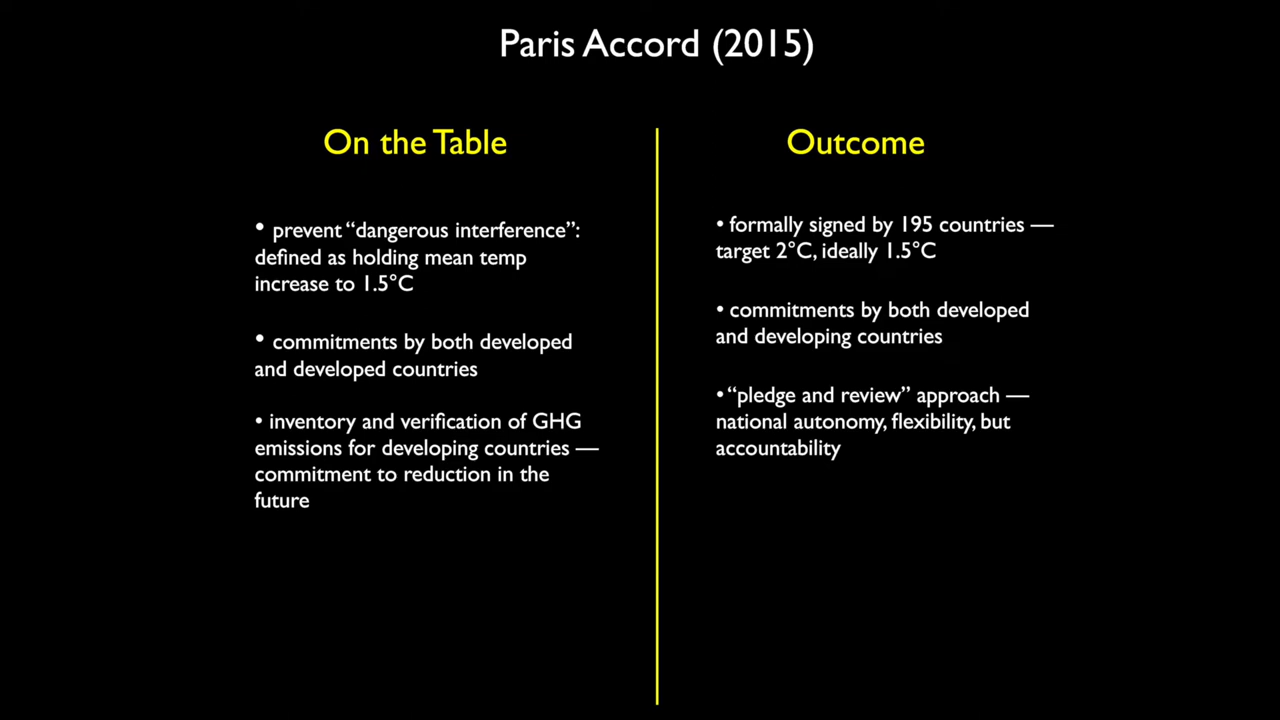 Paris Accord (2015)
On the Table
• prevent “dangerous interference”:
defined as holding mean temp
increase to 1.5°C
• commitments by both developed
and developed countries
• inventory and verification of GHG
emissions for developing countries —
commitment to reduction in the
future
Outcome
• formally signed by 195 countries —
target 2°C, ideally 1.5°C
• commitments by both developed
and developing countries
• “pledge and review” approach —
national autonomy, flexibility, but
accountability